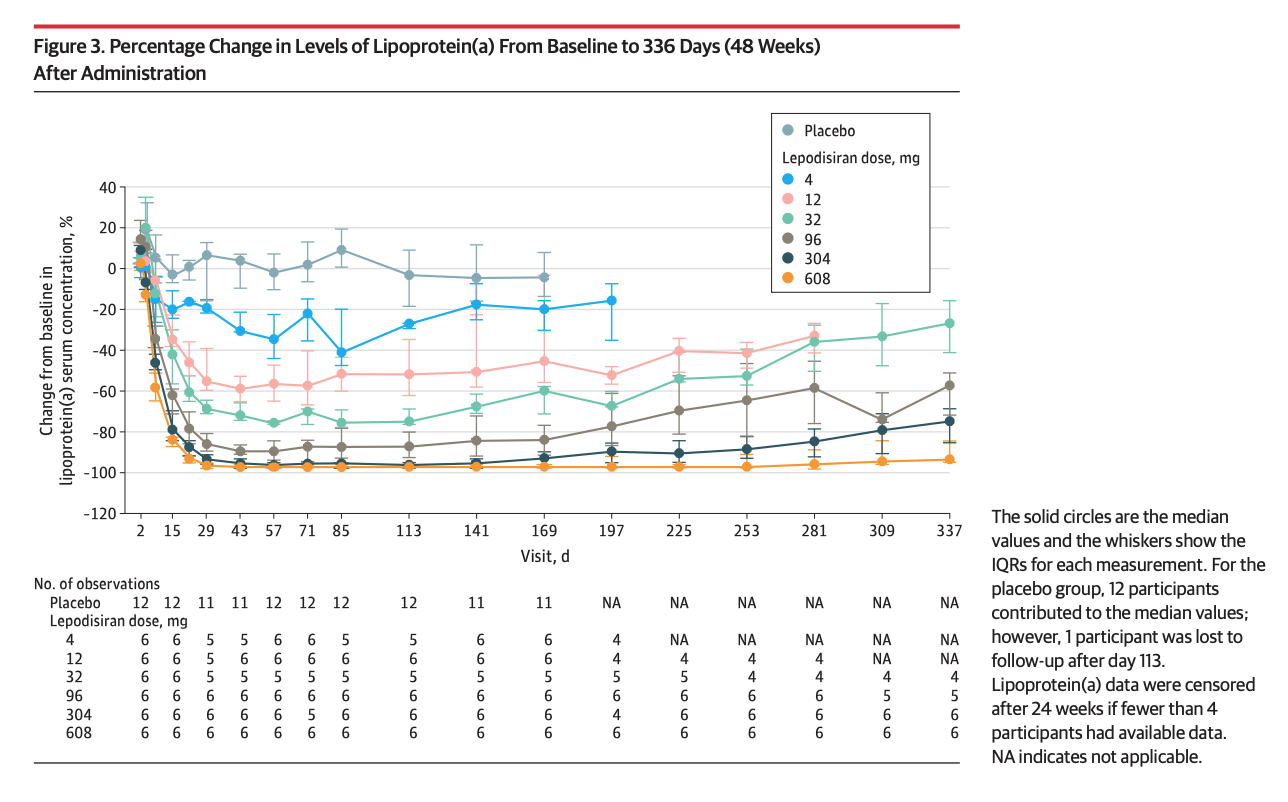 Figure 3. Percentage Change in Levels of Lipoprotein(a) From Baseline to 336 Days (48 Weeks)
After Administration
Placebo
Lepodisiran dose, mg
4
12
32
96
304
608
Change from baseline in
lipoprotein(a) serum concentration, %
40
20
0
-20
-40
-60
-80
-100
-120
2 15 29 43 57 71 85 113 141 169 197 225 253 281 309 337
Visit, d
No. of observations
Placebo 12 12 11 11 12 12 12 12 11 11 NA NA NA NA NA NA
Lepodisiran dose, mg
4 6 6 5 5 6 6 5 5 6 6 4 NA NA NA NA NA
12 6 6 5 6 6 6 6 6 6 6 4 4 4 4 NA NA
32 6 6 5 5 5 5 5 5 5 5 5 5 4 4 4 4
96 6 6 6 6 6 6 6 6 6 6 6 6 6 6 5 5
304 6 6 6 6 6 5 6 6 6 6 4 6 6 6 6 6
608 6 6 6 6 6 6 6 6 6 6 6 6 6 6 6 6
The solid circles are the median
values and the whiskers show the
IQRs for each measurement. For the
placebo group, 12 participants
contributed to the median values;
however, 1 participant was lost to
follow-up after day 113.
Lipoprotein(a) data were censored
after 24 weeks if fewer than 4
participants had available data.
NA indicates not applicable.